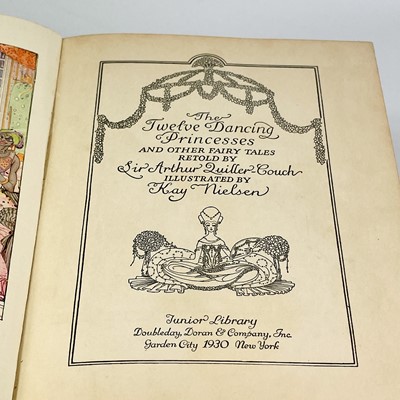 The
Twelve Dancing
Princesses
AND OTHER FAIRY TALES
RETOLD BY
Sir Arthur Quiller-Couch
ILLUSTRATED BY
Kay Nielsen
Junior Library
Doubleday, Doran & Company, Inc.
Garden City 1930 New York